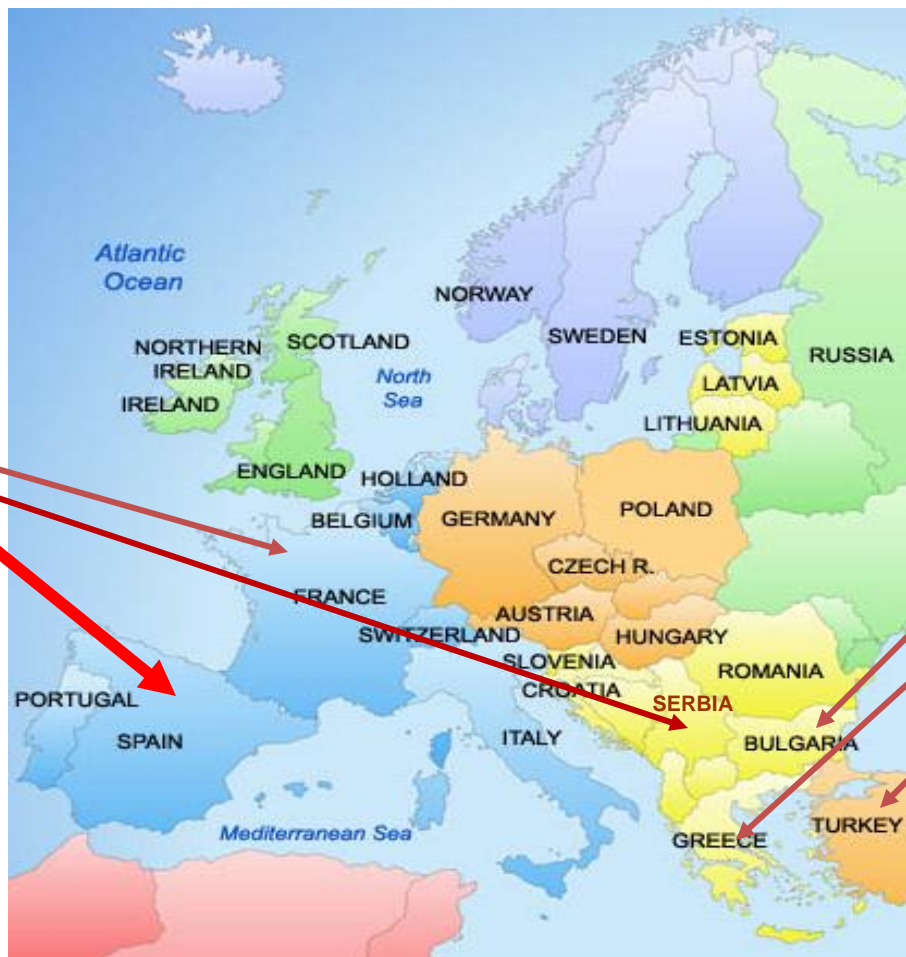 Atlantic
Ocean
NORWAY
SWEDEN
ESTONIA
RUSSIA
NORTHERN
IRELAND
SCOTLAND
North
Sea
LATVIA
IRELAND
LITHUANIA
ENGLAND
HOLLAND
BELGIUM
GERMANY
POLAND
CZECH R.
FRANCE
AUSTRIA
SWITZERLAND
HUNGARY
SLOVENIA
ROMANIA
CROATIA
SERBIA
PORTUGAL
SPAIN
ITALY
BULGARIA
Mediterranean Sea
GREECE
TURKEY